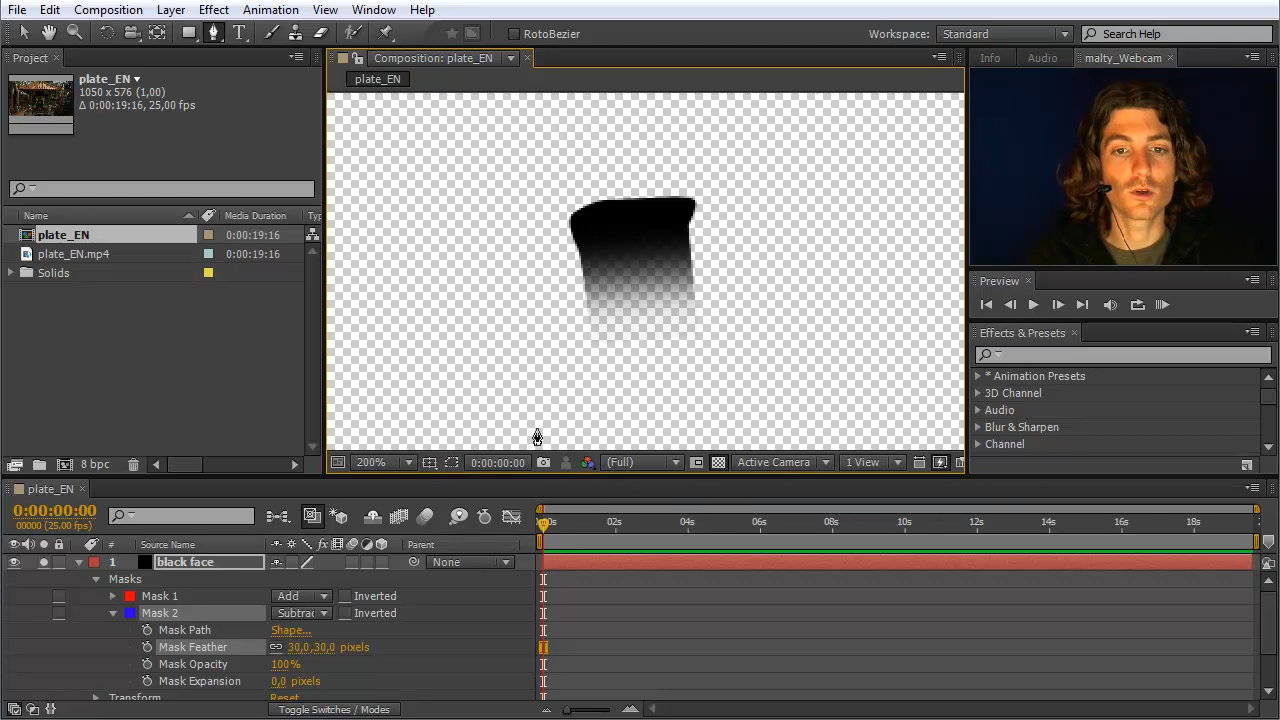 File Edit Composition Layer Effect Animation View Window Help
RotoBezier
Workspace: Standard
Search Help
Project
Composition: plate_EN
Info Audio malty_Webcam
plate_EN
1050 x 576 (1,00)
Δ 0:00:19:16, 25,00 fps
plate_EN
Name Media Duration Ty
plate_EN 0:00:19:16
plate_EN.mp4 0:00:19:16
Solids
Preview
Effects & Presets
* Animation Presets
3D Channel
Audio
Blur & Sharpen
Channel
8 bpc
200% 0:00:00:00 (Full) Active Camera 1 View
plate_EN
0:00:00:00
00000 (25.00 fps)
02s 04s 06s 08s 10s 12s 14s 16s 18s
# Source Name fx Parent
1 black face None
Masks
Mask 1 Add Inverted
Mask 2 Subtrac Inverted
Mask Path Shape...
Mask Feather 30,0,30,0 pixels
Mask Opacity 100%
Mask Expansion 0,0 pixels
Transform Reset
Toggle Switches / Modes